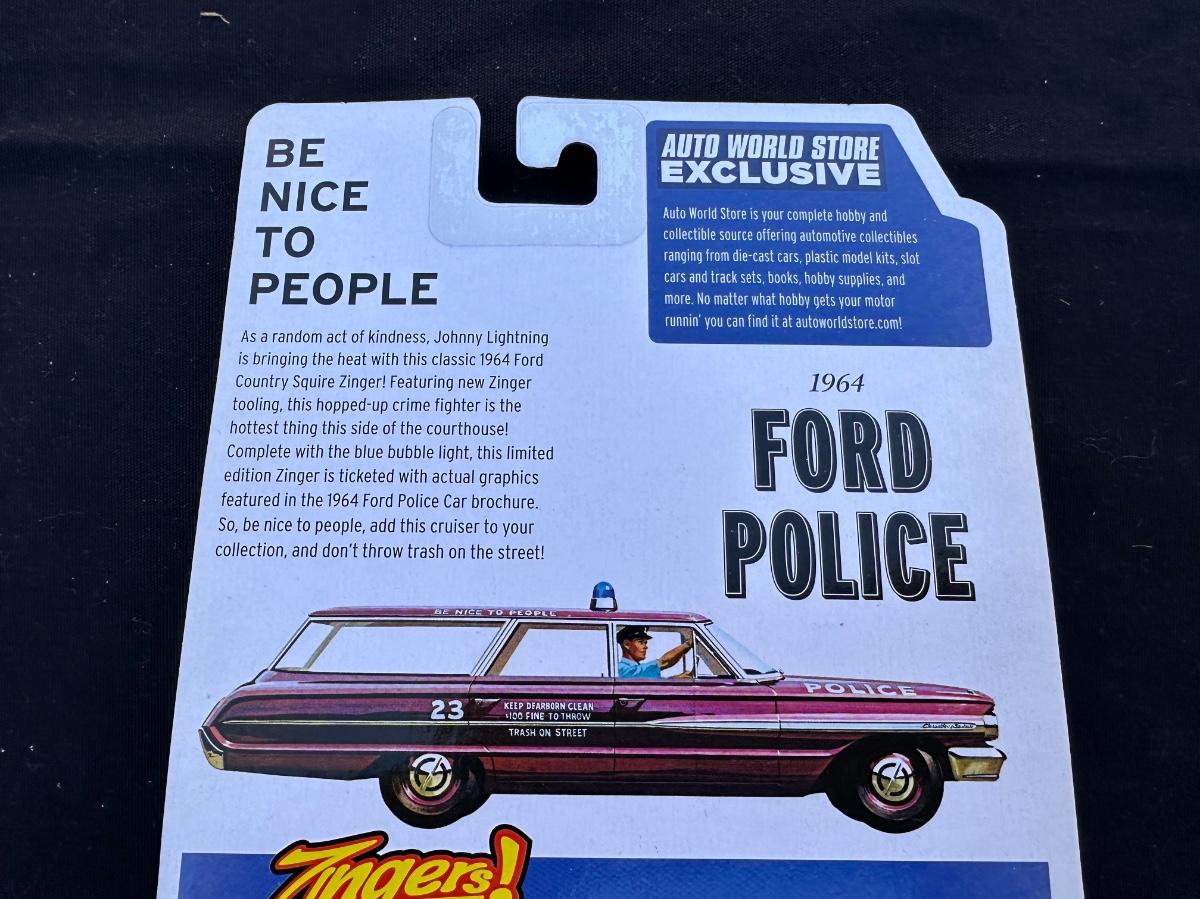 BE
NICE
TO
PEOPLE
As a random act of kindness, Johnny Lightning
is bringing the heat with this classic 1964 Ford
Country Squire Zinger! Featuring new Zinger
tooling, this hopped-up crime fighter is the
hottest thing this side of the courthouse!
Complete with the blue bubble light, this limited
edition Zinger is ticketed with actual graphics
featured in the 1964 Ford Police Car brochure.
So, be nice to people, add this cruiser to your
collection, and don't throw trash on the street!
AUTO WORLD STORE
EXCLUSIVE
Auto World Store is your complete hobby and
collectible source offering automotive collectibles
ranging from die-cast cars, plastic model kits, slot
cars and track sets, books, hobby supplies, and
more. No matter what hobby gets your motor
runnin' you can find it at autoworldstore.com!
1964
FORD
POLICE
BE NICE TO PEOPLE
POLICE
23
KEEP DEARBORN CLEAN
$100 FINE TO THROW
TRASH ON STREET
Zingers!